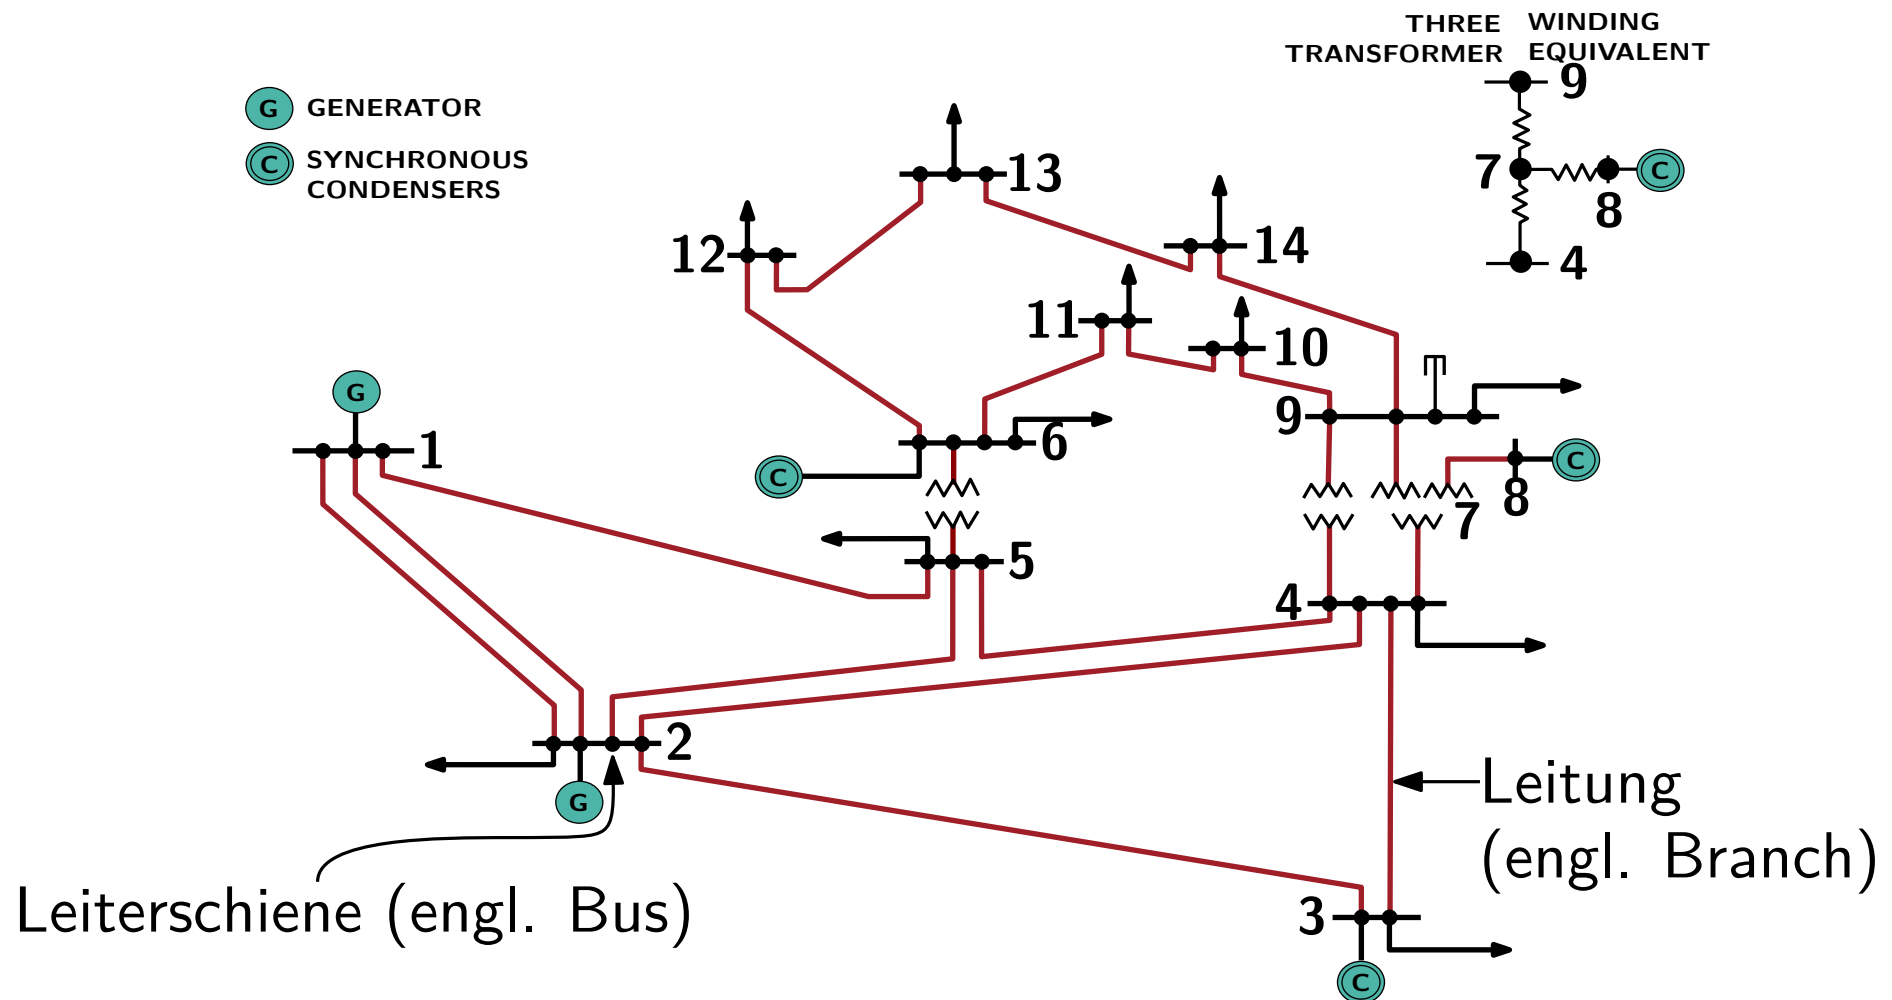 THREE WINDING
TRANSFORMER EQUIVALENT
9
7
C
8
4
G GENERATOR
C SYNCHRONOUS
CONDENSERS
13
12
14
11
10
G
1
9
6
C
C
8
7
5
4
2
G
Leitung
(engl. Branch)
Leiterschiene (engl. Bus)
3
C